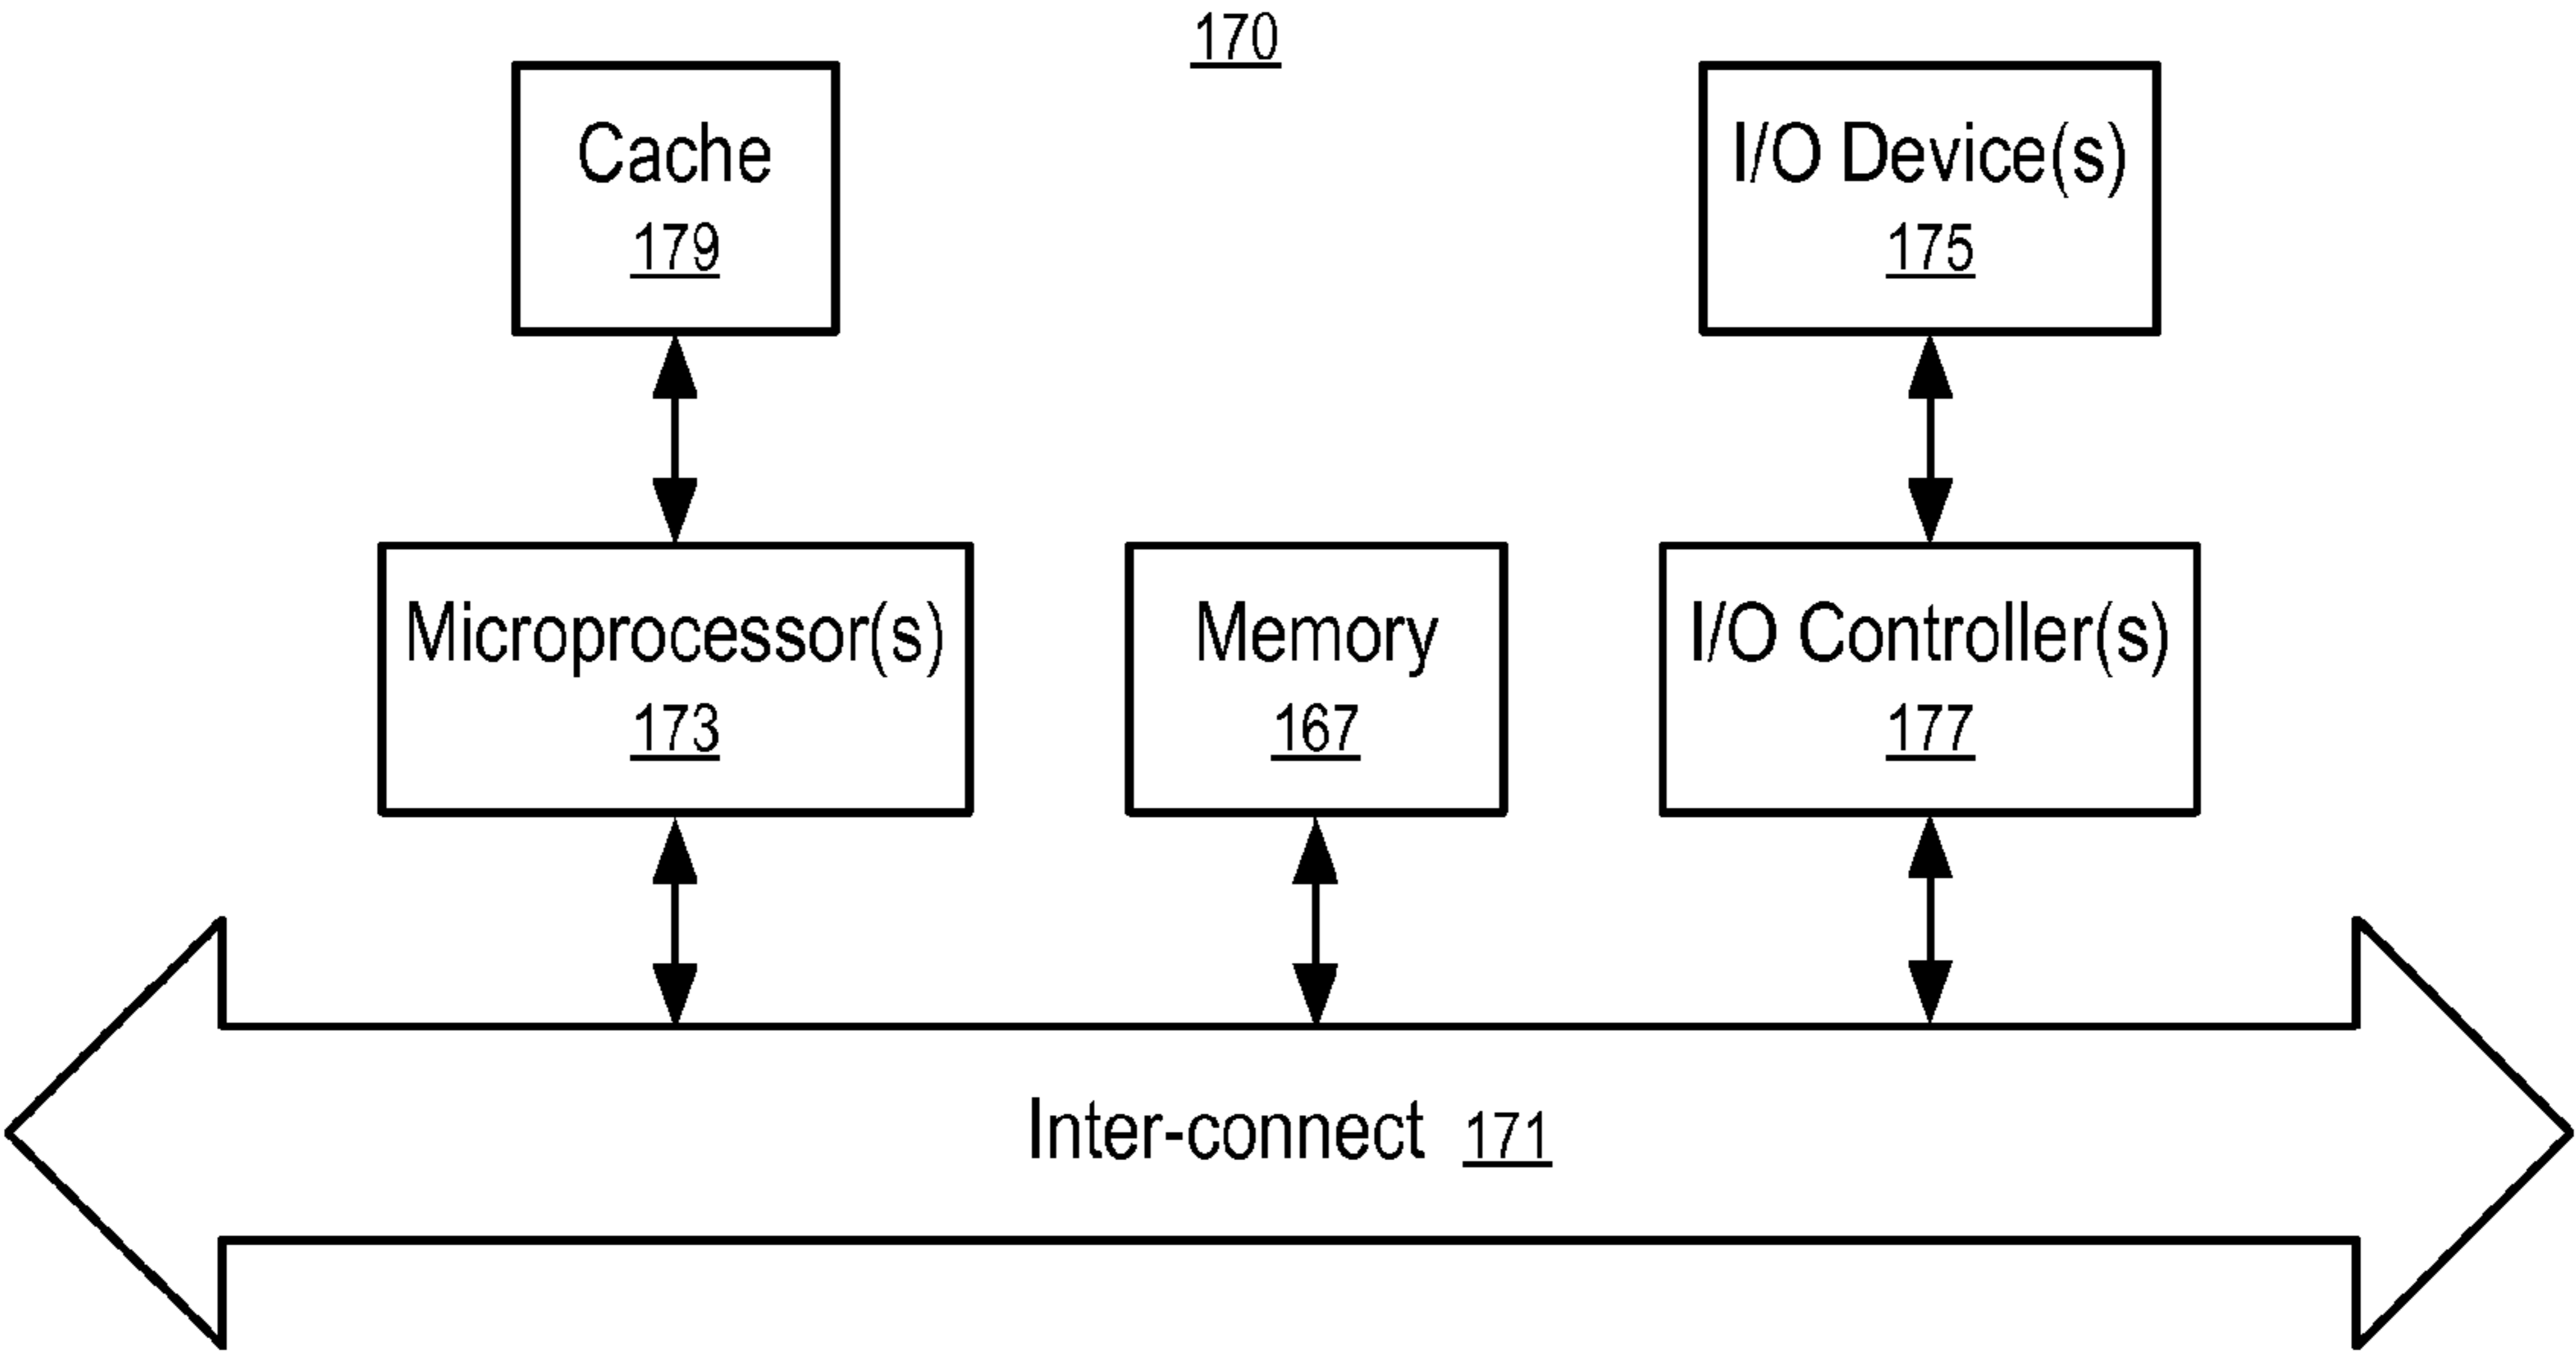 170
Cache
179
I/O Device(s)
175
Microprocessor(s)
173
Memory
167
I/O Controller(s)
177
Inter-connect 171